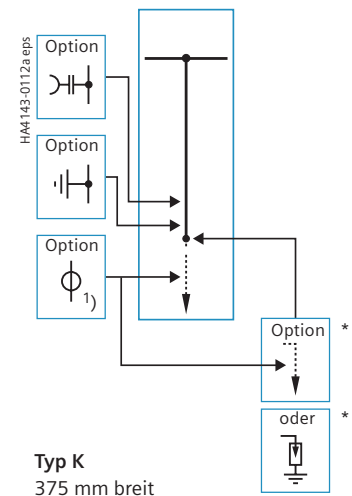 HA4143-0112a eps
Option
Option
Option
1)
Option *
oder *
Typ K
375 mm breit